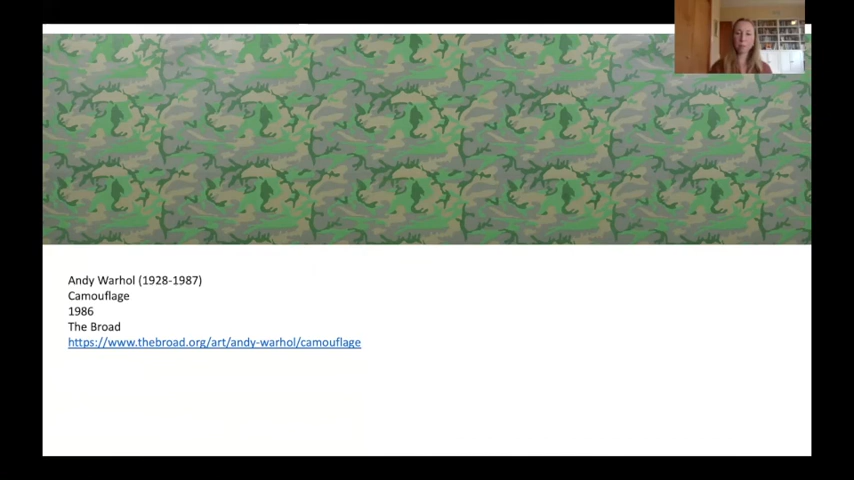 Andy Warhol (1928-1987)
Camouflage
1986
The Broad
https://www.thebroad.org/art/andy-warhol/camouflage